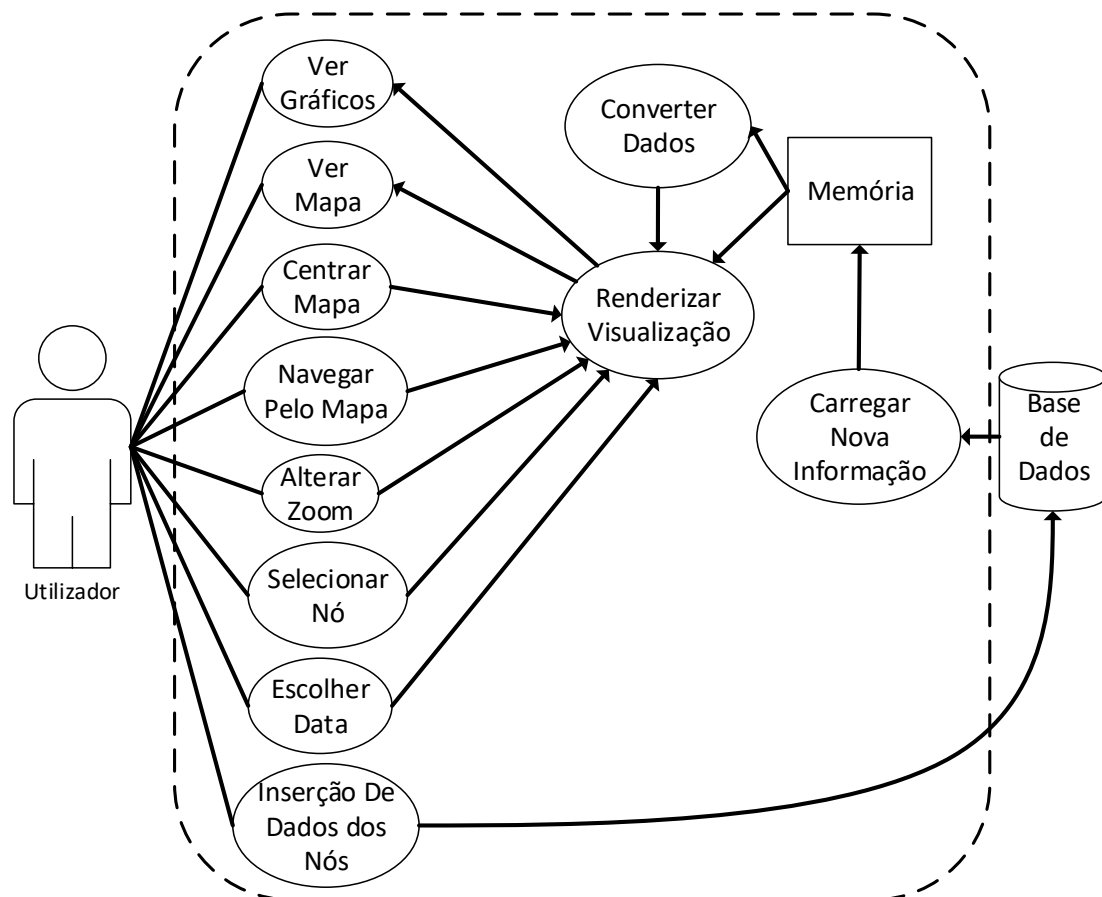 Ver
Gráficos
Converter
Dados
Ver
Mapa
Memória
Centrar
Mapa
Renderizar
Visualização
Navegar
Pelo Mapa
Carregar
Nova
Informação
Base
de
Dados
Alterar
Zoom
Utilizador
Selecionar
Nó
Escolher
Data
Inserção De
Dados dos
Nós